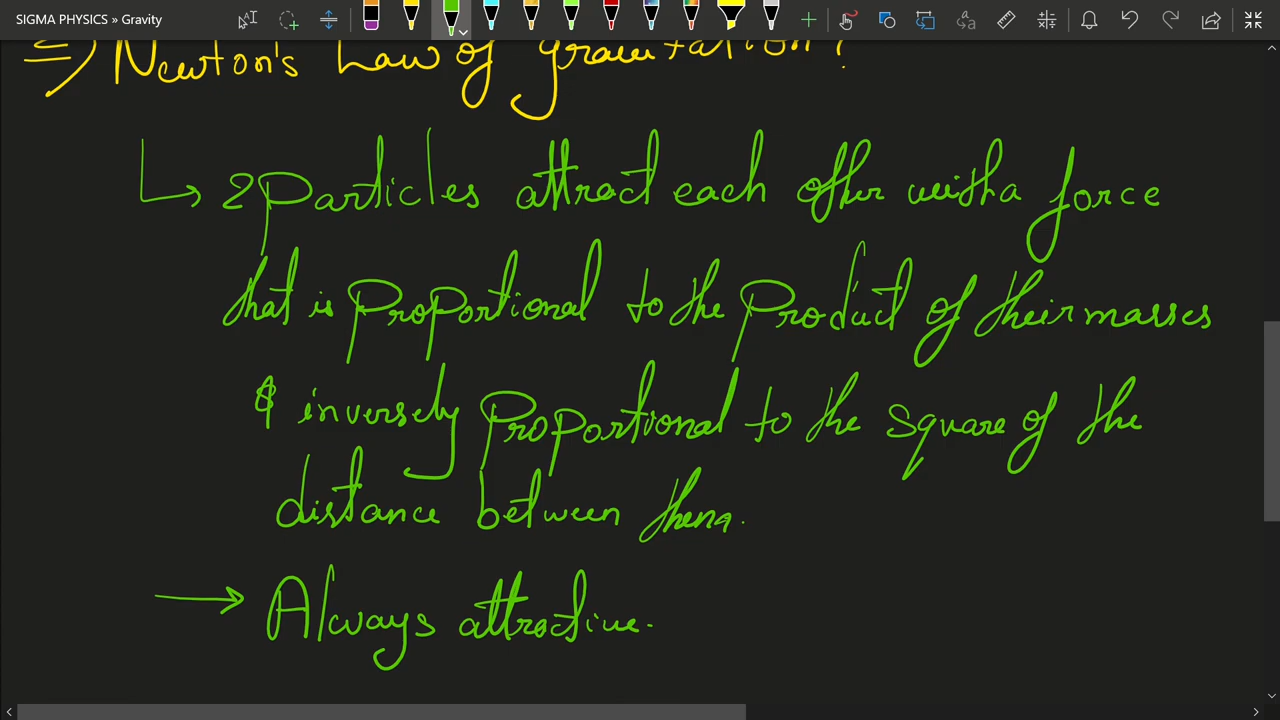 SIGMA PHYSICS » Gravity
=> Newton's Law of gravitation:
↳ 2 Particles attract each other with a force
that is Proportional to the Product of their masses
& inversely Proportional to the square of the
distance between them.
→ Always attractive.